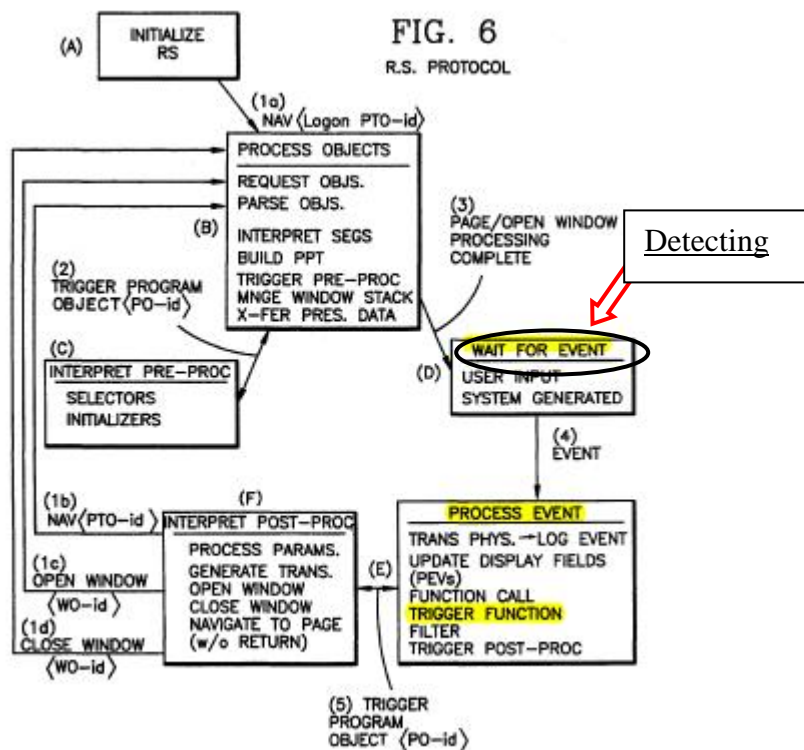 FIG. 6
R.S. PROTOCOL
(A)
INITIALIZE
RS
(1a)
NAV⟨Logon PTO-id⟩
(B)
PROCESS OBJECTS
REQUEST OBJS.
PARSE OBJS.
INTERPRET SEGS
BUILD PPT
TRIGGER PRE-PROC
MNGE WINDOW STACK
X-FER PRES. DATA
(2)
TRIGGER PROGRAM
OBJECT⟨PO-id⟩
(3)
PAGE/OPEN WINDOW
PROCESSING
COMPLETE
Detecting
(C)
INTERPRET PRE-PROC
SELECTORS
INITIALIZERS
(D)
WAIT FOR EVENT
USER INPUT
SYSTEM GENERATED
(4)
EVENT
(E)
PROCESS EVENT
TRANS PHYS.→LOG EVENT
UPDATE DISPLAY FIELDS
(PEVs)
FUNCTION CALL
TRIGGER FUNCTION
FILTER
TRIGGER POST-PROC
(F)
INTERPRET POST-PROC
PROCESS PARAMS.
GENERATE TRANS.
OPEN WINDOW
CLOSE WINDOW
NAVIGATE TO PAGE
(w/o RETURN)
(1b)
NAV⟨PTO-id⟩
(1c)
OPEN WINDOW
⟨WO-id⟩
(1d)
CLOSE WINDOW
⟨WO-id⟩
(5) TRIGGER
PROGRAM
OBJECT ⟨PO-id⟩